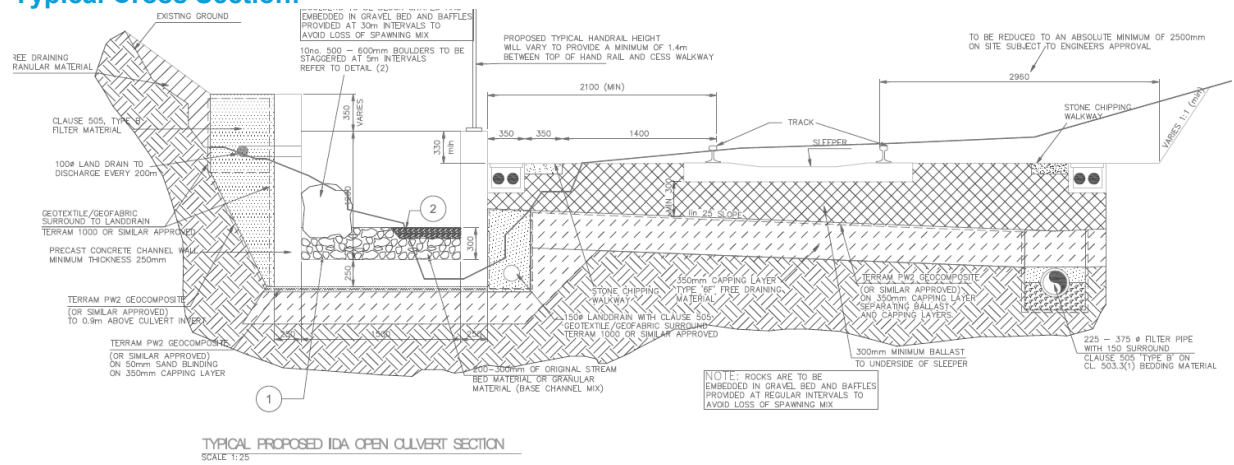 Typical Cross Section:
EXISTING GROUND
FREE DRAINING
GRANULAR MATERIAL
EMBEDDED IN GRAVEL BED AND BAFFLES
PROVIDED AT 30m INTERVALS TO
AVOID LOSS OF SPAWNING MIX
10no. 500 - 600mm BOULDERS TO BE
STAGGERED AT 5m INTERVALS
REFER TO DETAIL (2)
PROPOSED TYPICAL HANDRAIL HEIGHT
WILL VARY TO PROVIDE A MINIMUM OF 1.4m
BETWEEN TOP OF HAND RAIL AND CESS WALKWAY
TO BE REDUCED TO AN ABSOLUTE MINIMUM OF 2500mm
ON SITE SUBJECT TO ENGINEERS APPROVAL
2960
2100 (MIN)
350
VARIES
CLAUSE 505, TYPE B
FILTER MATERIAL
350
350
1400
TRACK
STONE CHIPPING
WALKWAY
VARIES 1:1 (min)
330
min
SLEEPER
100ø LAND DRAIN TO
DISCHARGE EVERY 200m
GEOTEXTILE/GEOFABRIC
SURROUND TO LANDDRAIN
TERRAM 1000 OR SIMILAR APPROVED
2
300
MIN
1in 25 SLOPE
PRECAST CONCRETE CHANNEL WALL
MINIMUM THICKNESS 250mm
300
250
350mm CAPPING LAYER
TYPE '6F' FREE DRAINING
MATERIAL
TERRAM PW2 GEOCOMPOSITE
(OR SIMILAR APPROVED)
ON 350mm CAPPING LAYER
SEPARATING BALLAST
AND CAPPING LAYERS
STONE CHIPPING
WALKWAY
TERRAM PW2 GEOCOMPOSITE
(OR SIMILAR APPROVED)
TO 0.9m ABOVE CULVERT INVERT
150ø LANDDRAIN WITH CLAUSE 505
GEOTEXTILE/GEOFABRIC SURROUND
TERRAM 1000 OR SIMILAR APPROVED
250
1500
250
TERRAM PW2 GEOCOMPOSITE
(OR SIMILAR APPROVED)
ON 50mm SAND BLINDING
ON 350mm CAPPING LAYER
225 - 375 ø FILTER PIPE
WITH 150 SURROUND
CLAUSE 505 'TYPE B' ON
CL. 503.3(1) BEDDING MATERIAL
300mm MINIMUM BALLAST
TO UNDERSIDE OF SLEEPER
200-300mm OF ORIGINAL STREAM
BED MATERIAL OR GRANULAR
MATERIAL (BASE CHANNEL MIX)
NOTE: ROCKS ARE TO BE
EMBEDDED IN GRAVEL BED AND BAFFLES
PROVIDED AT REGULAR INTERVALS TO
AVOID LOSS OF SPAWNING MIX
1
TYPICAL PROPOSED IDA OPEN CULVERT SECTION
SCALE 1:25